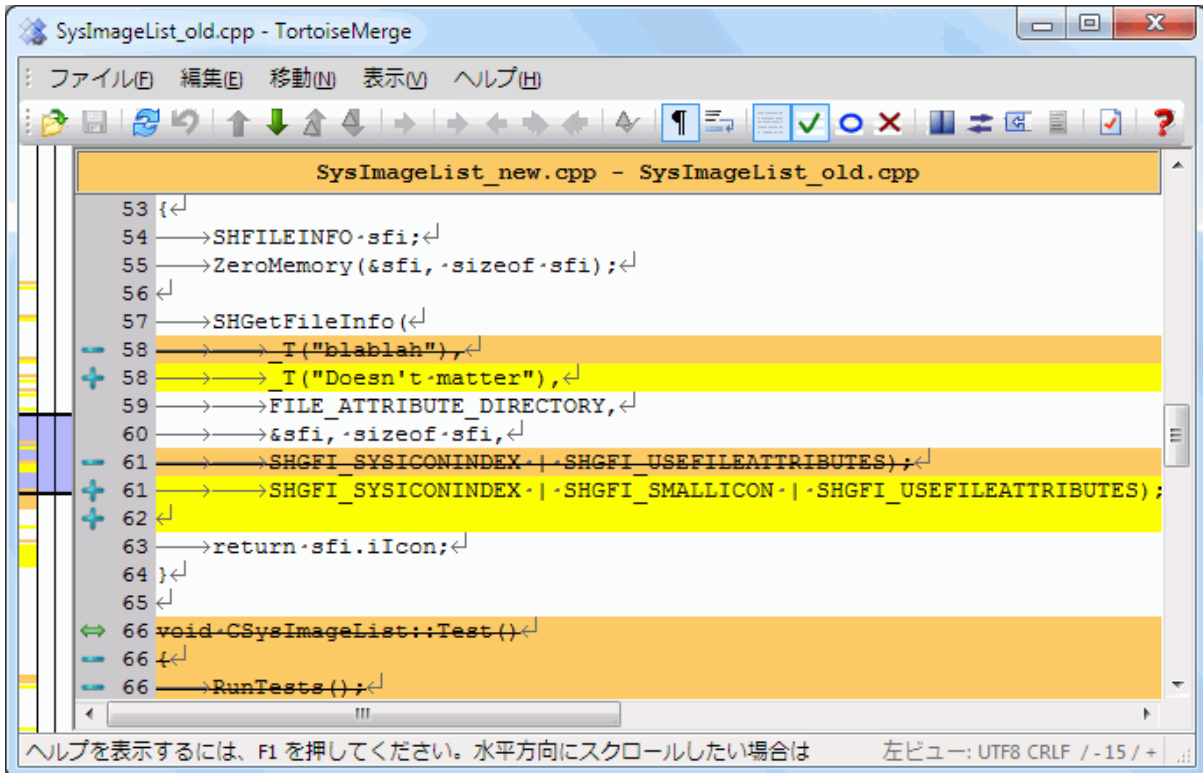 SysImageList_old.cpp - TortoiseMerge
ファイル(F) 編集(E) 移動(N) 表示(V) ヘルプ(H)
SysImageList_new.cpp - SysImageList_old.cpp
53 {↵
54 ⟶SHFILEINFO·sfi;↵
55 ⟶ZeroMemory(&sfi,·sizeof·sfi);↵
56 ↵
57 ⟶SHGetFileInfo(↵
58 ⟶⟶_T("blablah"),↵
58 ⟶⟶_T("Doesn't·matter"),↵
59 ⟶⟶FILE_ATTRIBUTE_DIRECTORY,↵
60 ⟶⟶&sfi,·sizeof·sfi,↵
61 ⟶⟶SHGFI_SYSICONINDEX·|·SHGFI_USEFILEATTRIBUTES);↵
61 ⟶⟶SHGFI_SYSICONINDEX·|·SHGFI_SMALLICON·|·SHGFI_USEFILEATTRIBUTES);
62 ↵
63 ⟶return·sfi.iIcon;↵
64 }↵
65 ↵
66 void·CSysImageList::Test()↵
66 {↵
66 ⟶RunTests();↵
ヘルプを表示するには、F1 を押してください。水平方向にスクロールしたい場合は 左ビュー: UTF8 CRLF / - 15 / +